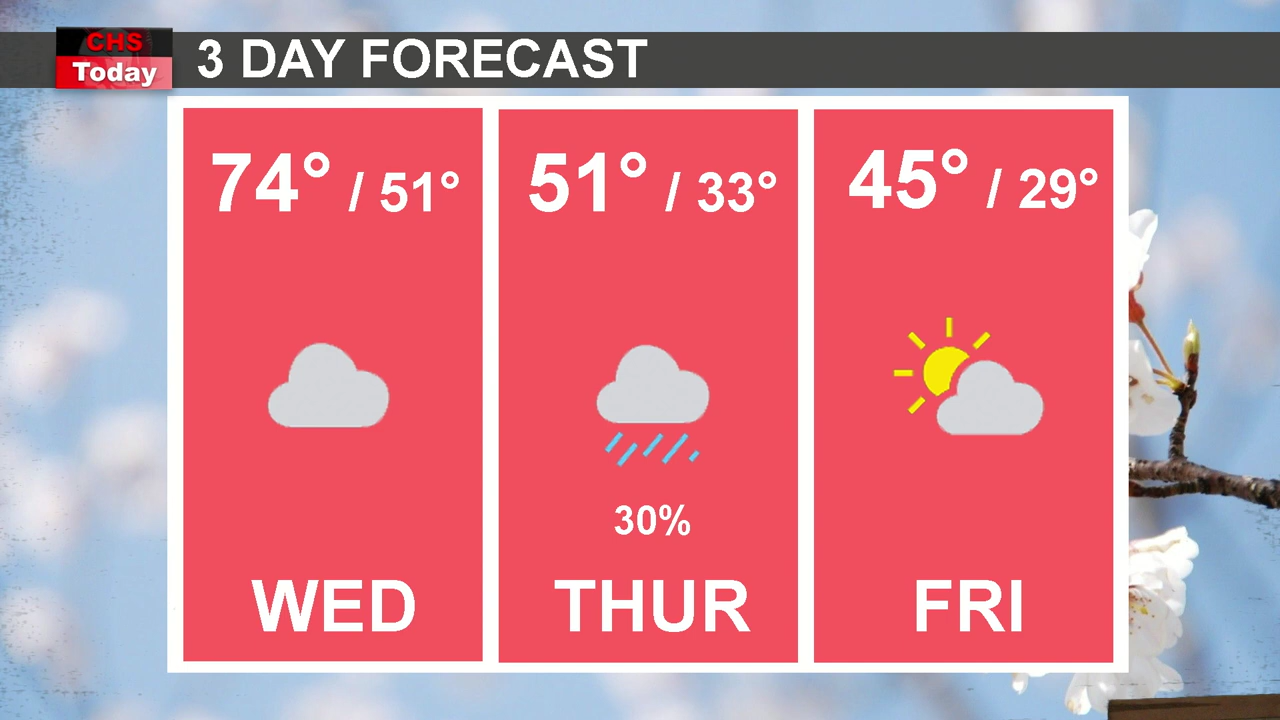 CHS
Today
3 DAY FORECAST
74° / 51°
51° / 33°
45° / 29°
30%
WED
THUR
FRI